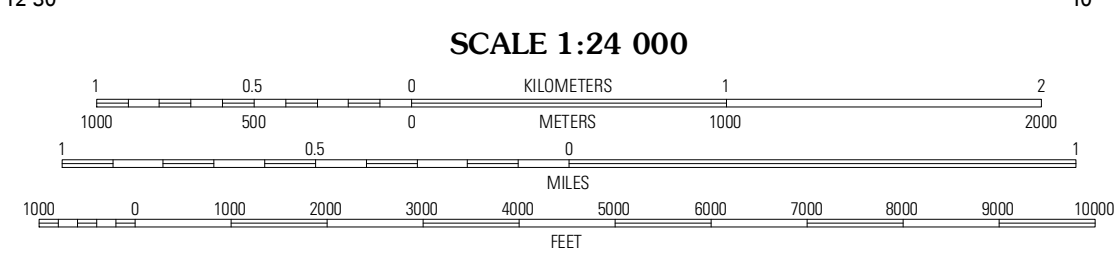 12 30 10
SCALE 1:24 000
1 0.5 0 KILOMETERS 1 2
1000 500 0 METERS 1000 2000
1 0.5 0 1
MILES
1000 0 1000 2000 3000 4000 5000 6000 7000 8000 9000 10000
FEET